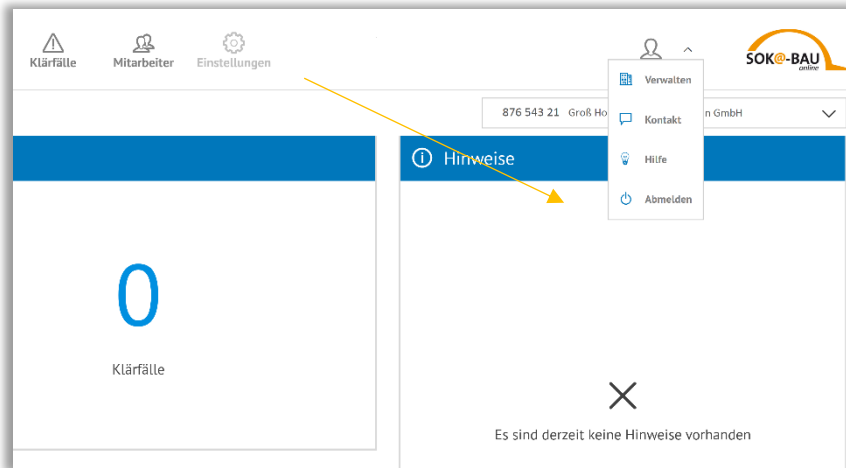 Klärfälle Mitarbeiter Einstellungen
SOK@-BAU
online
Verwalten
876 543 21 Groß Ho n GmbH
Kontakt
Hinweise
Hilfe
Abmelden
0
Klärfälle
Es sind derzeit keine Hinweise vorhanden